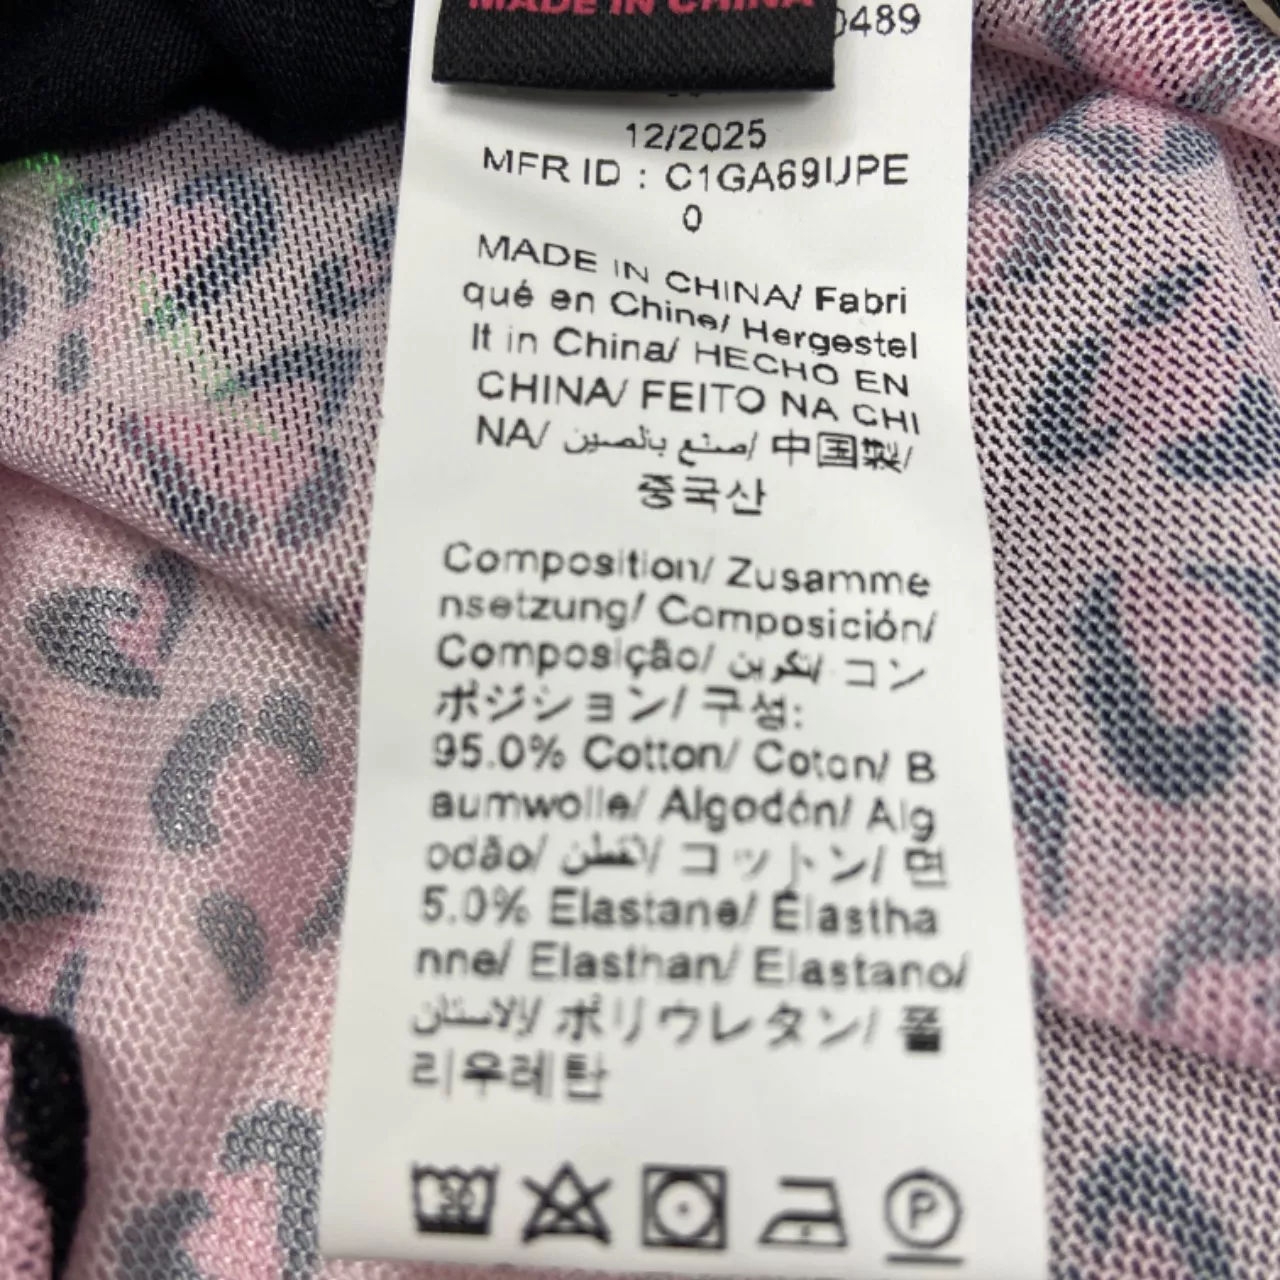 MADE IN CHINA
0489
12/2025
MFR ID : C1GA69IJPE
0
MADE IN CHINA/ Fabri
qué en Chine/ Hergestel
lt in China/ HECHO EN
CHINA/ FEITO NA CHI
NA/ صنع بالصين/ 中国製/
중국산
Composition/ Zusamme
nsetzung/ Composición/
Composição/ تكوين/ コン
ポジション/ 구성:
95.0% Cotton/ Coton/ B
aumwolle/ Algodón/ Alg
odão/ قطن/ コットン/ 면
5.0% Elastane/ Élastha
nne/ Elasthan/ Elastano/
ポリウレタン/ 폴
리우레탄
30
P